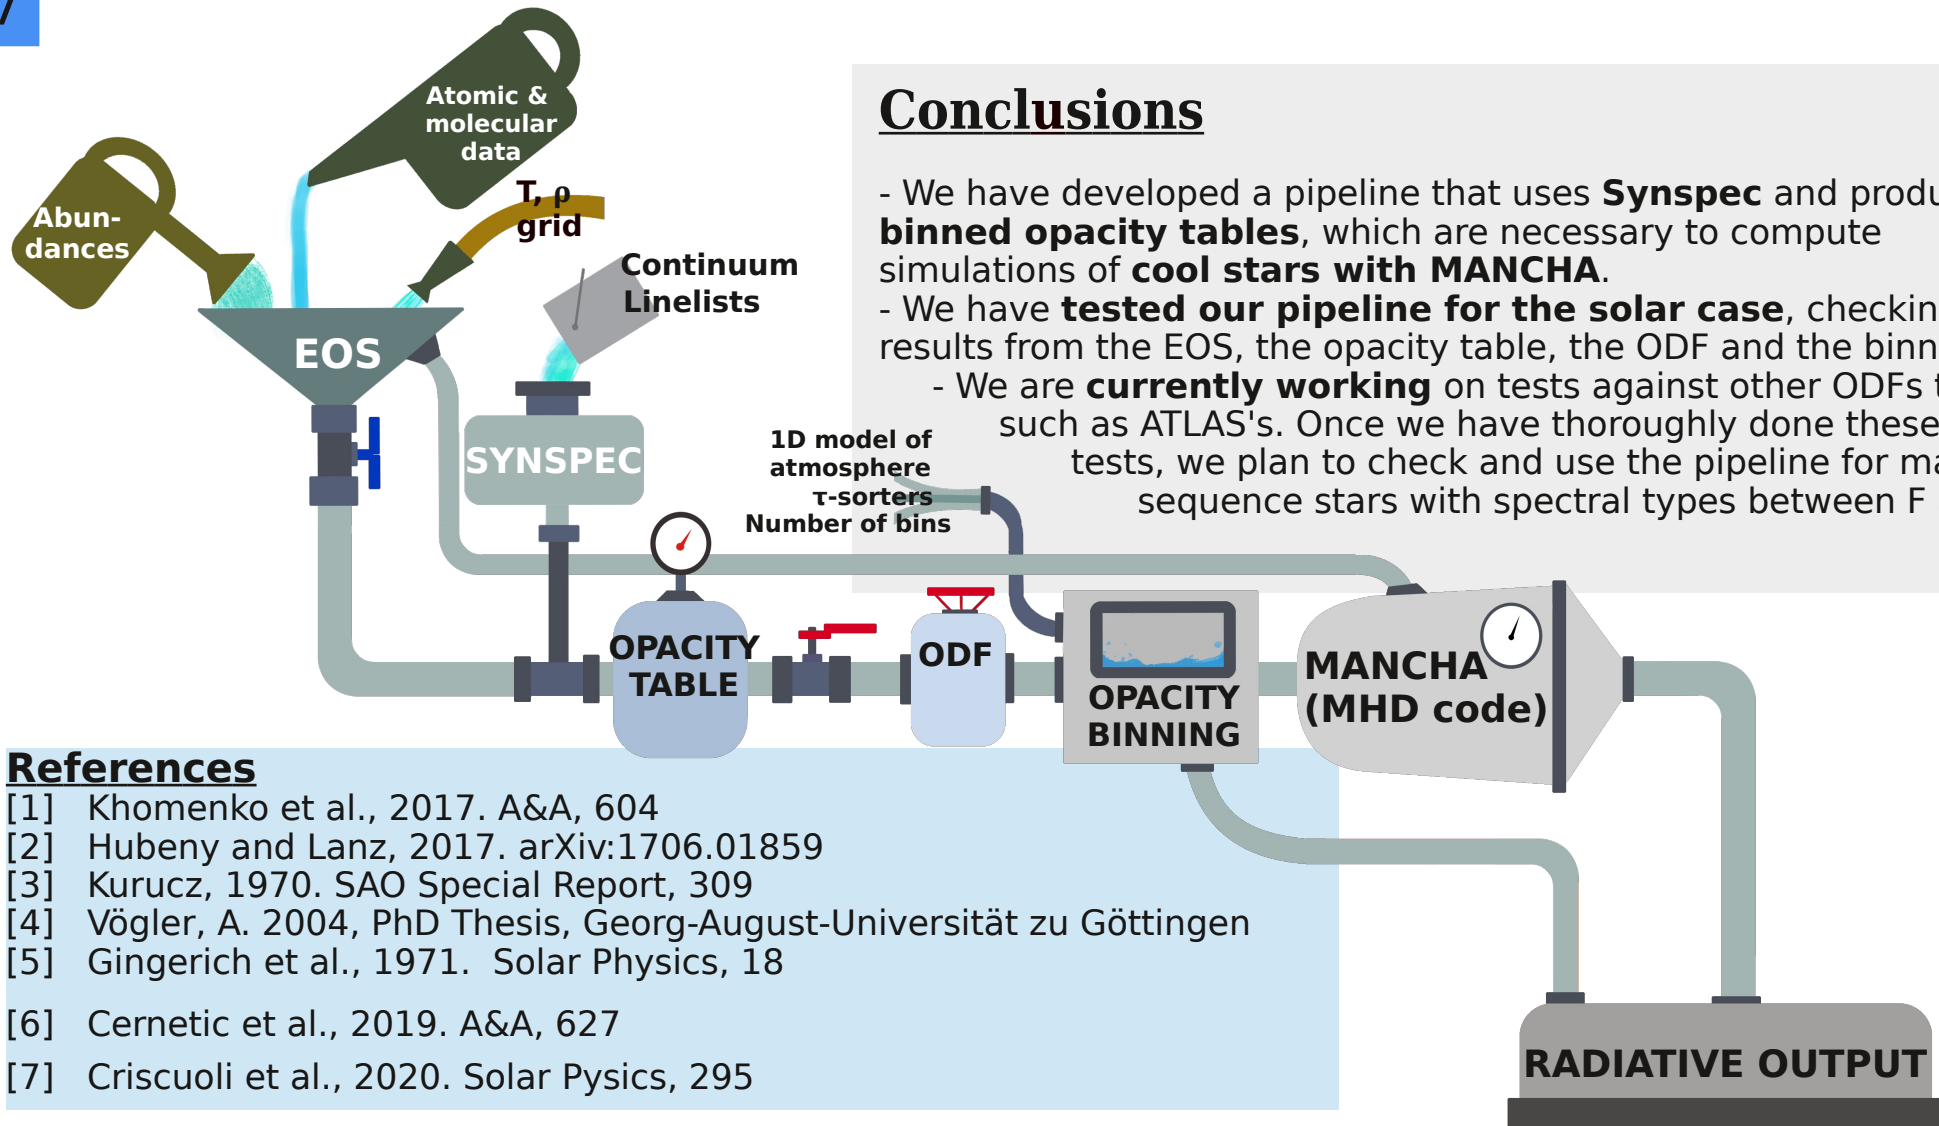 Atomic &
molecular
data
Abun-
dances
T, ρ
grid
Continuum
Linelists
EOS
SYNSPEC
1D model of
atmosphere
τ-sorters
Number of bins
OPACITY
TABLE
ODF
OPACITY
BINNING
MANCHA
(MHD code)
RADIATIVE OUTPUT
Conclusions
- We have developed a pipeline that uses Synspec and
binned opacity tables, which are necessary to compute
simulations of cool stars with MANCHA.
- We have tested our pipeline for the solar case,
results from the EOS, the opacity table, the ODF and the
- We are currently working on tests against other ODFs
such as ATLAS's. Once we have thoroughly done these
tests, we plan to check and use the pipeline for
sequence stars with spectral types between F
References
[1] Khomenko et al., 2017. A&A, 604
[2] Hubeny and Lanz, 2017. arXiv:1706.01859
[3] Kurucz, 1970. SAO Special Report, 309
[4] Vögler, A. 2004, PhD Thesis, Georg-August-Universität zu Göttingen
[5] Gingerich et al., 1971. Solar Physics, 18
[6] Cernetic et al., 2019. A&A, 627
[7] Criscuoli et al., 2020. Solar Pysics, 295